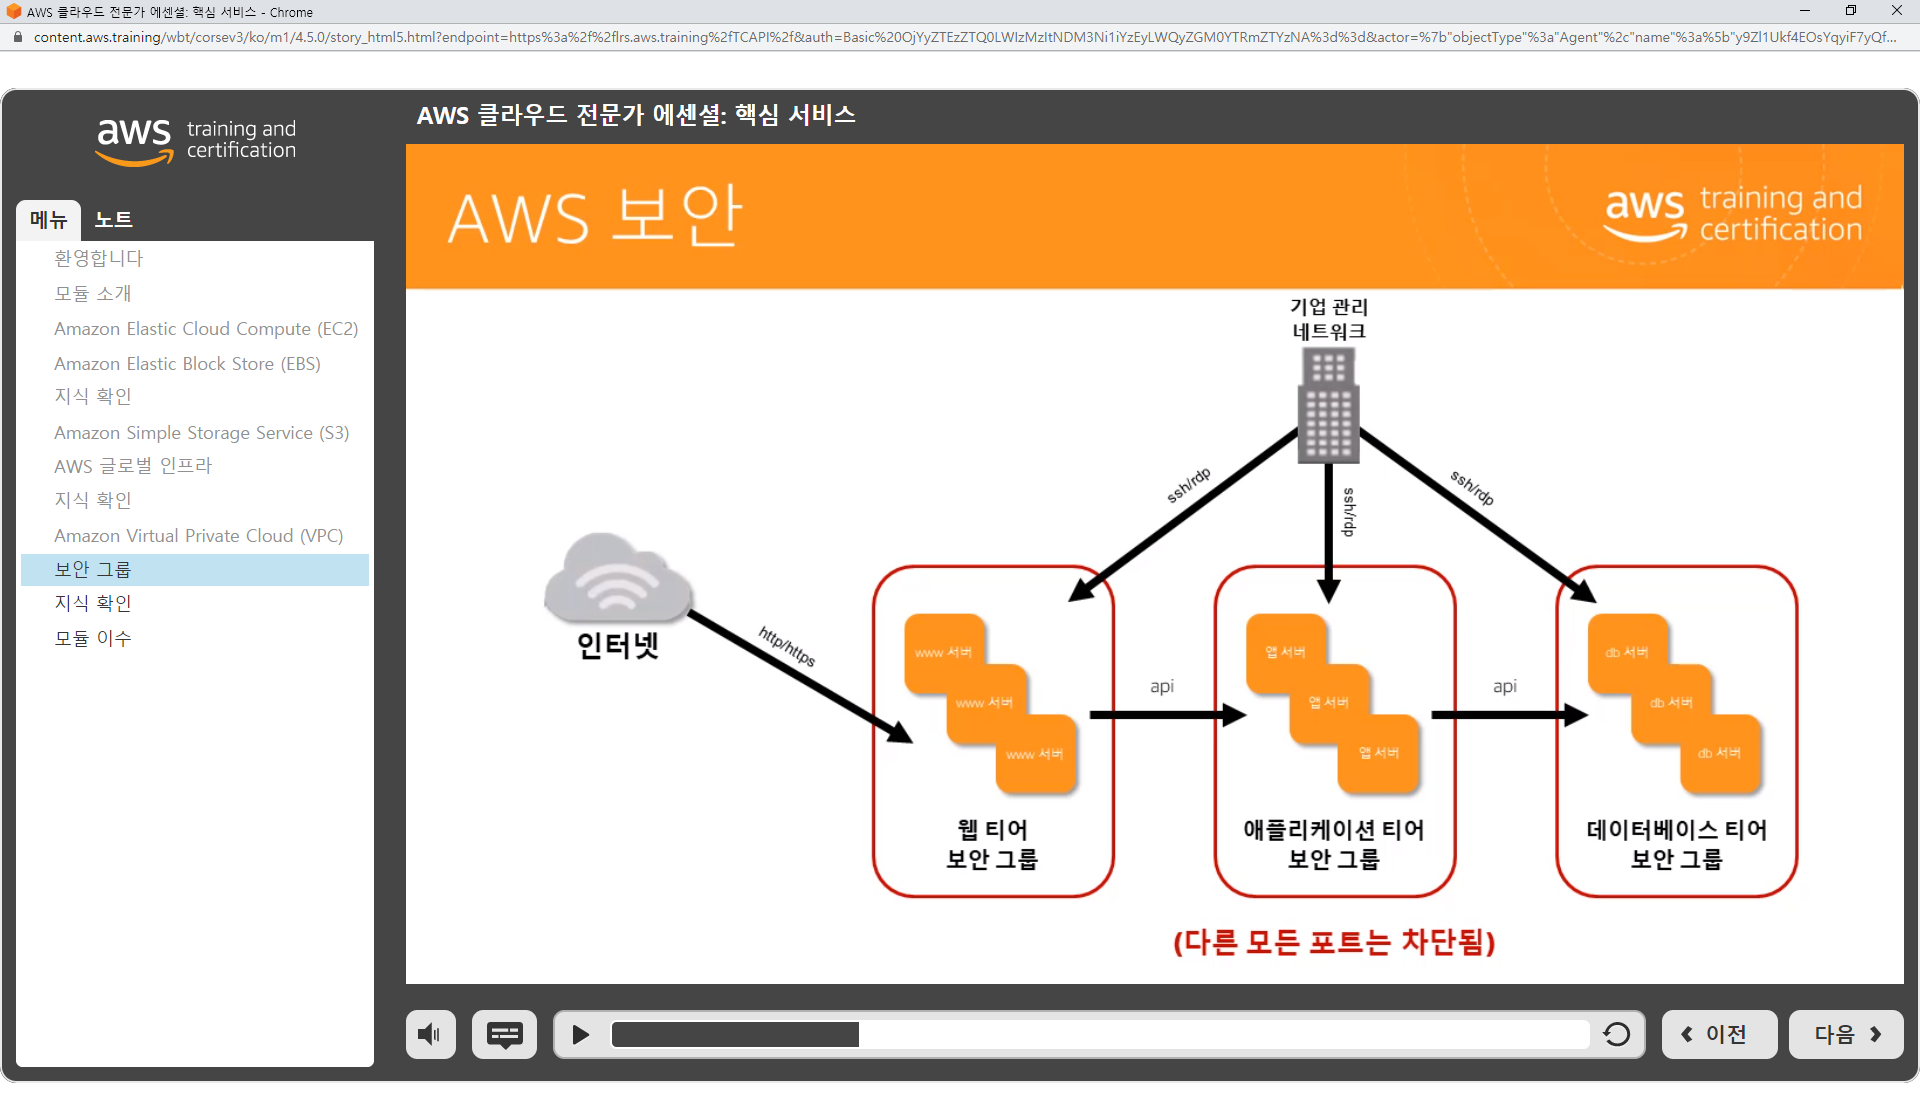 AWS 클라우드 전문가 에센셜: 핵심 서비스 - Chrome
content.aws.training/wbt/corsev3/ko/m1/4.5.0/story_html5.html?endpoint=https%3a%2f%2flrs.aws.training%2fTCAPI%2f&auth=Basic%20OjYyZTEzZTQ0LWIzMzItNDM3Ni1iYzEyLWQyZGM0YTRmZTYzNA%3d%3d&actor=%7b"objectType"%3a"Agent"%2c"name"%3a%5b"y9Zl1Ukf4EOsYqyiF7yQf...
aws training and certification
AWS 클라우드 전문가 에센셜: 핵심 서비스
메뉴 노트
환영합니다
모듈 소개
Amazon Elastic Cloud Compute (EC2)
Amazon Elastic Block Store (EBS)
지식 확인
Amazon Simple Storage Service (S3)
AWS 글로벌 인프라
지식 확인
Amazon Virtual Private Cloud (VPC)
보안 그룹
지식 확인
모듈 이수
AWS 보안
aws training and certification
기업 관리
네트워크
ssh/rdp
ssh/rdp
ssh/rdp
인터넷
http/https
www 서버
www 서버
www 서버
api
앱 서버
앱 서버
앱 서버
api
db 서버
db 서버
db 서버
웹 티어
보안 그룹
애플리케이션 티어
보안 그룹
데이터베이스 티어
보안 그룹
(다른 모든 포트는 차단됨)
이전
다음